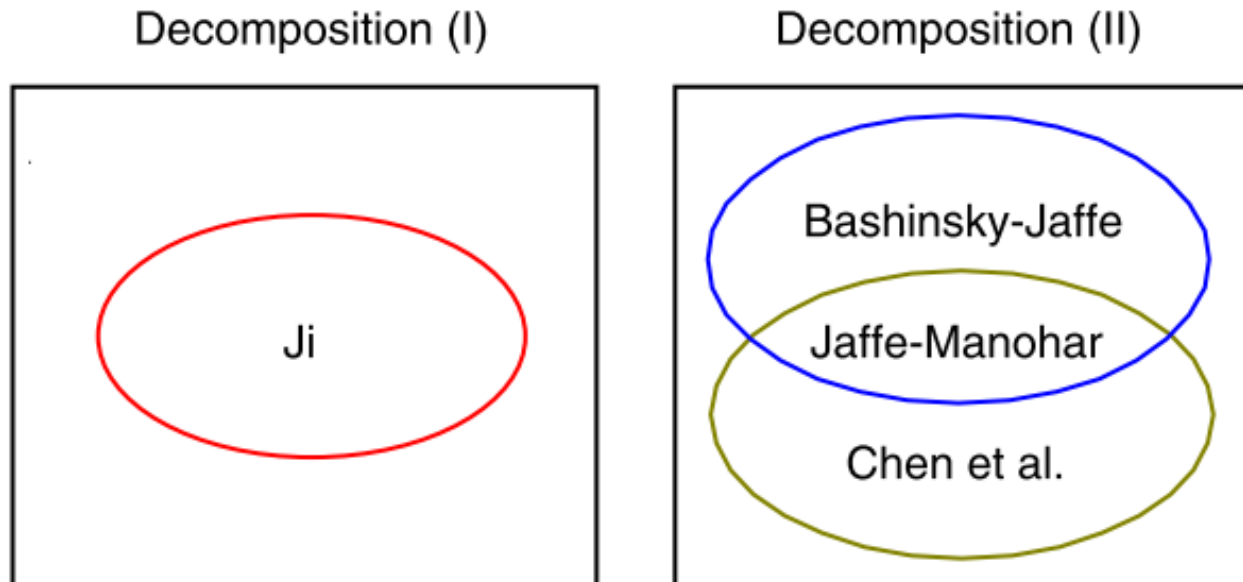 Decomposition (I)
Decomposition (II)
Ji
Bashinsky-Jaffe
Jaffe-Manohar
Chen et al.